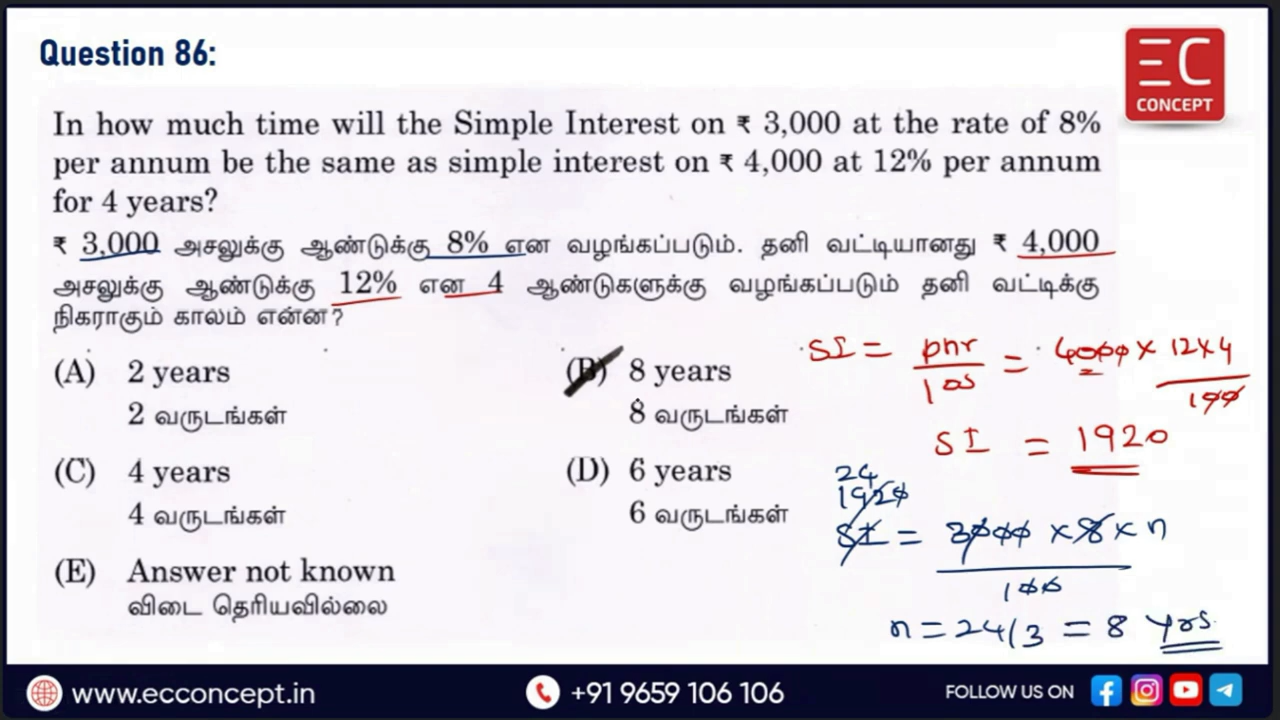 Question 86:
EC
CONCEPT
In how much time will the Simple Interest on ₹ 3,000 at the rate of 8%
per annum be the same as simple interest on ₹ 4,000 at 12% per annum
for 4 years?
₹ 3,000 அசலுக்கு ஆண்டுக்கு 8% என வழங்கப்படும். தனி வட்டியானது ₹ 4,000
அசலுக்கு ஆண்டுக்கு 12% என 4 ஆண்டுகளுக்கு வழங்கப்படும் தனி வட்டிக்கு
நிகராகும் காலம் என்ன?
(A) 2 years
2 வருடங்கள்
(B) 8 years
8 வருடங்கள்
(C) 4 years
4 வருடங்கள்
(D) 6 years
6 வருடங்கள்
(E) Answer not known
விடை தெரியவில்லை
SI = pnr/100 = 4000 × 12×4/100
SI = 1920
24
1920
SI = 3000 × 8 × n
100
n = 24/3 = 8 yrs.
www.ecconcept.in
+91 9659 106 106
FOLLOW US ON